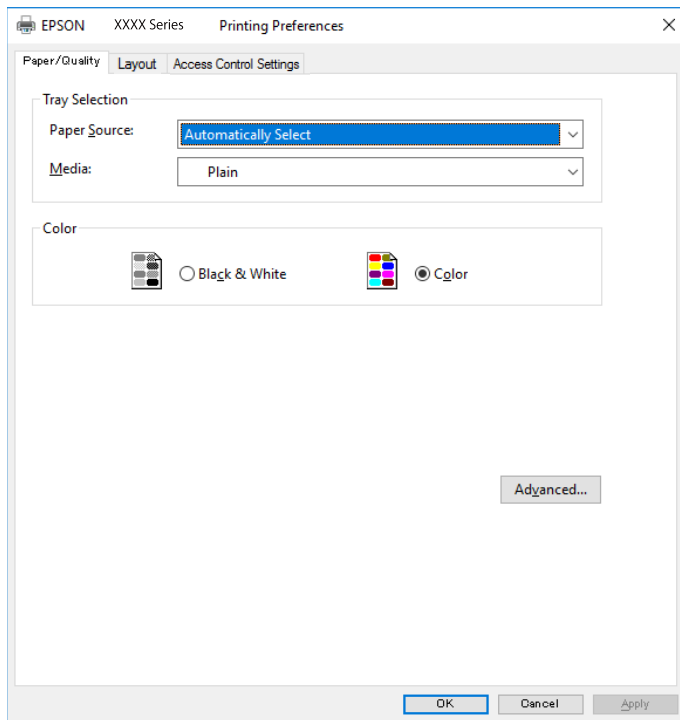 EPSON XXXX Series Printing Preferences
Paper/Quality Layout Access Control Settings
Tray Selection
Paper Source: Automatically Select
Media: Plain
Color
Black & White Color
Advanced...
OK Cancel Apply